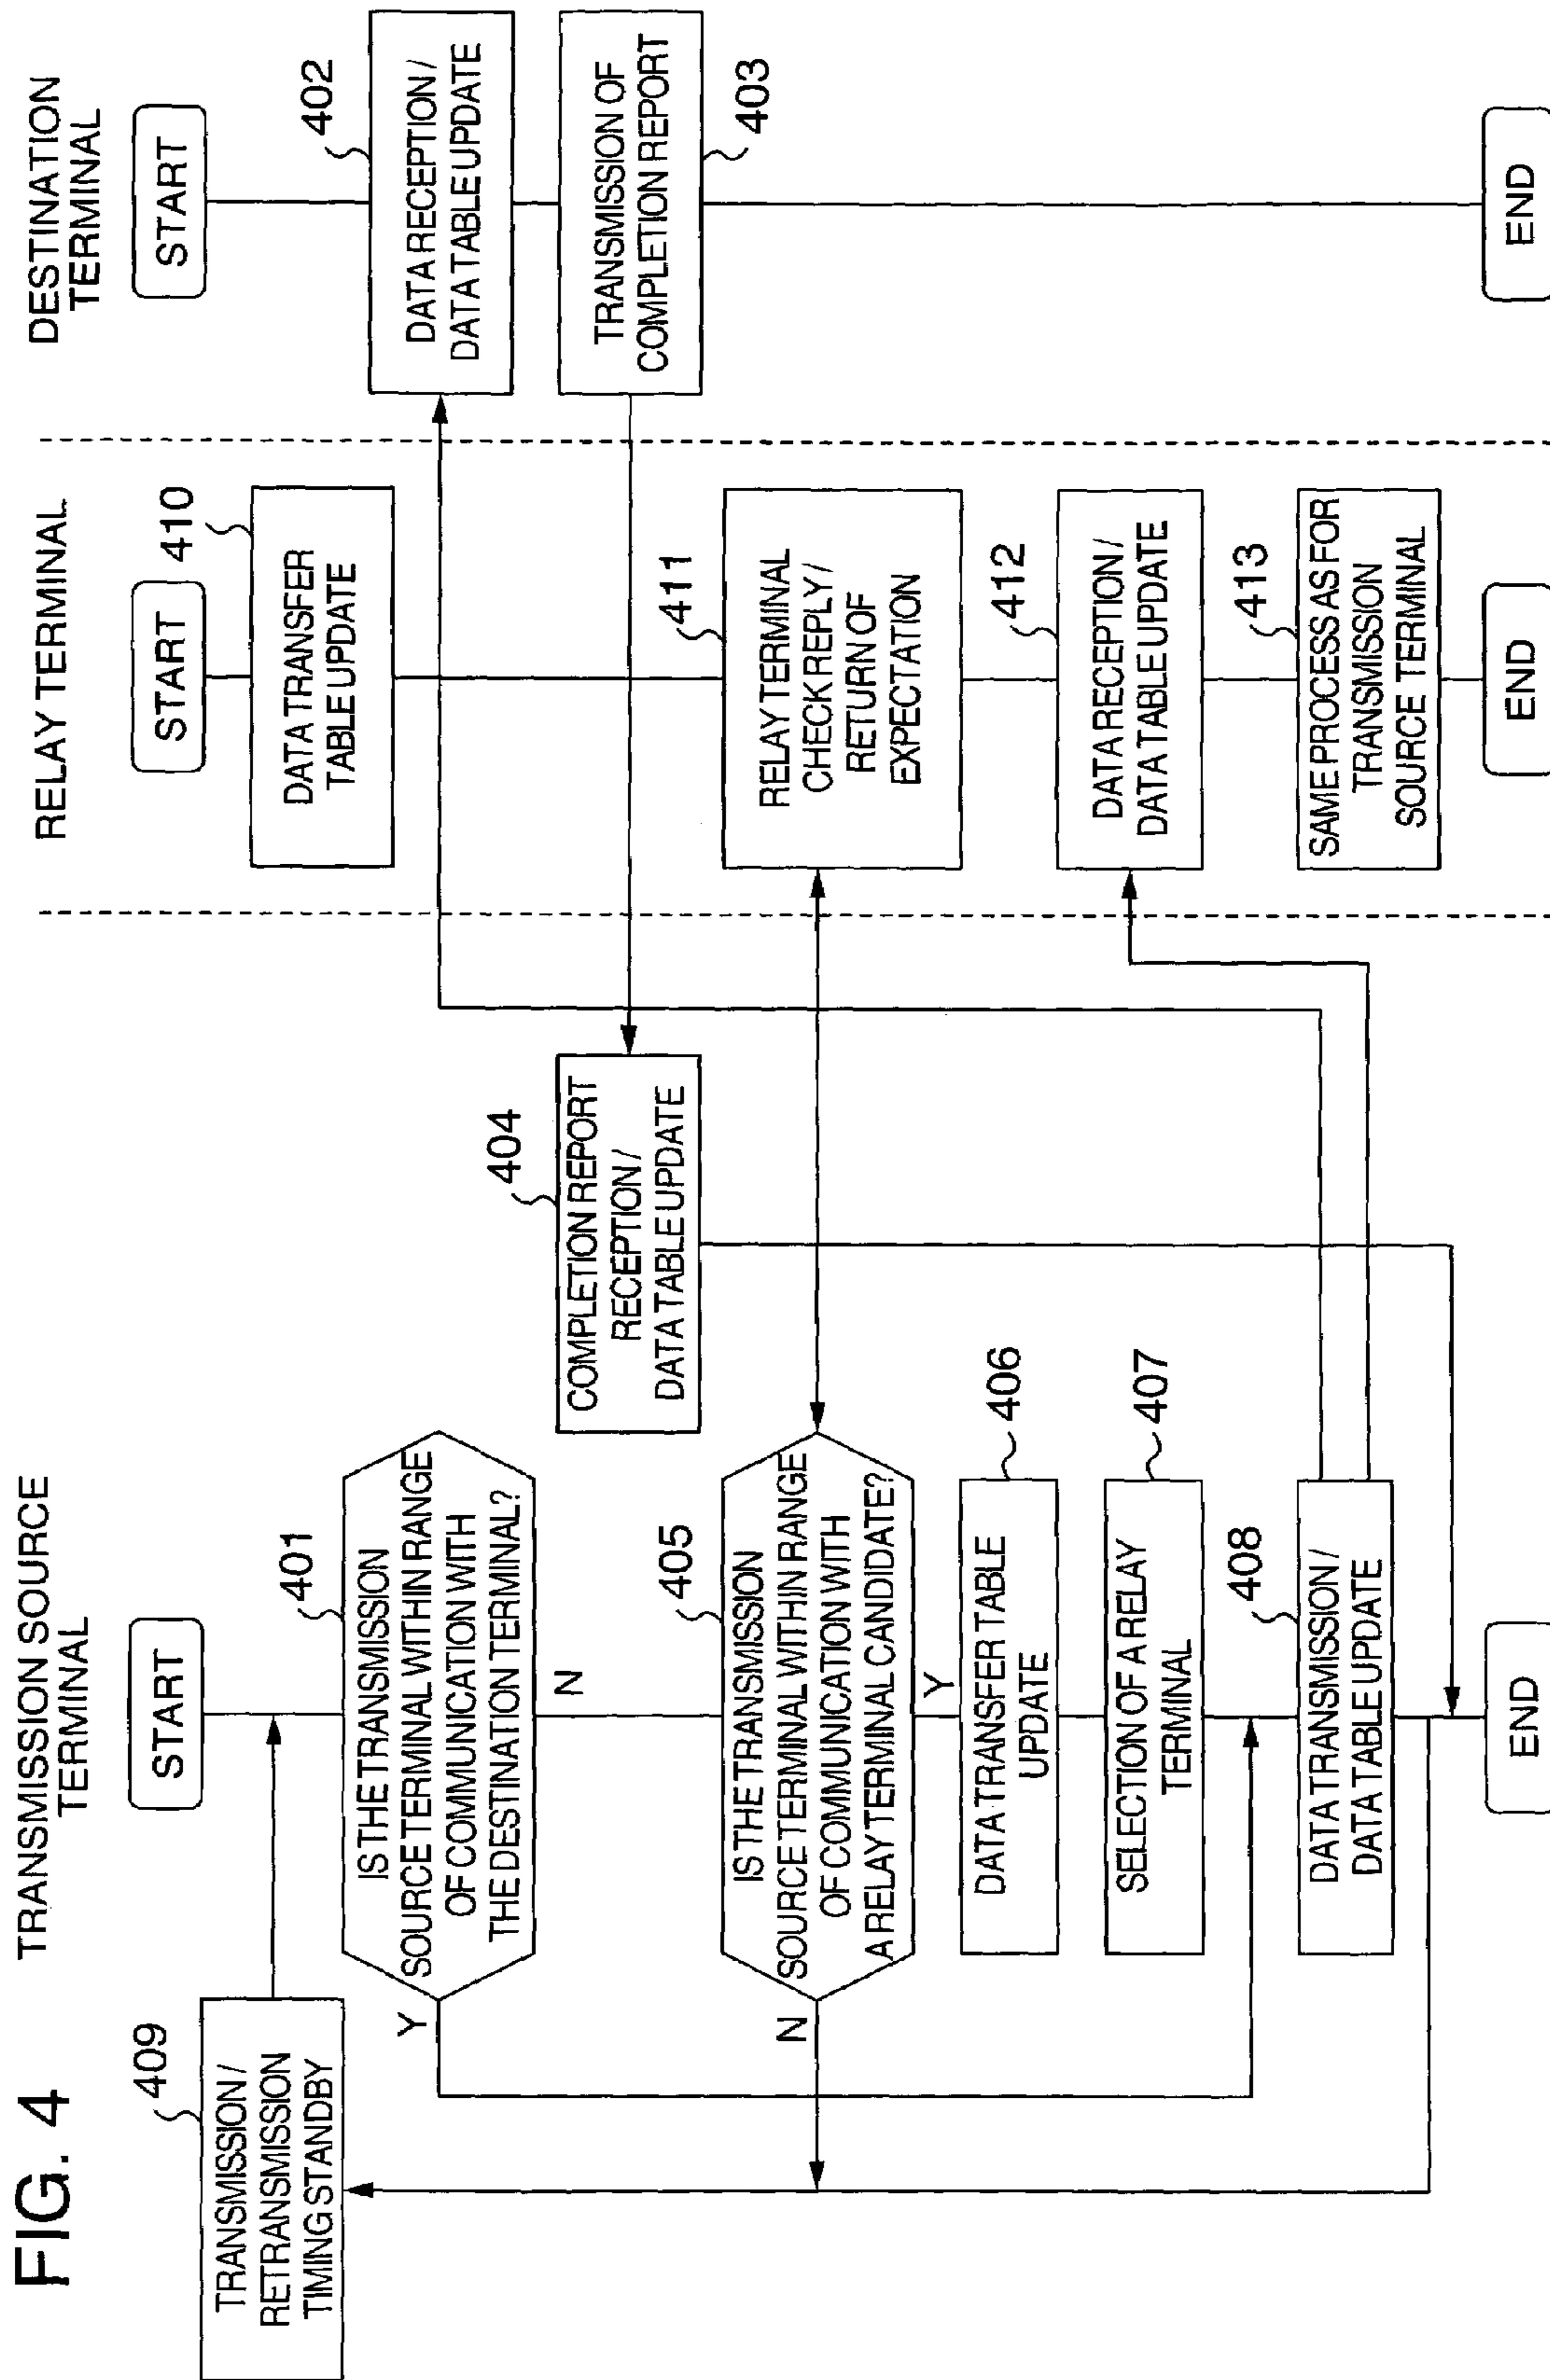 FIG. 4
TRANSMISSION SOURCE
TERMINAL
RELAY TERMINAL
DESTINATION
TERMINAL
409
TRANSMISSION /
RETRANSMISSION
TIMING STANDBY
START
401
IS THE TRANSMISSION
SOURCE TERMINAL WITHIN RANGE
OF COMMUNICATION WITH
THE DESTINATION TERMINAL?
Y
N
404
COMPLETION REPORT
RECEPTION /
DATA TABLE UPDATE
405
IS THE TRANSMISSION
SOURCE TERMINAL WITHIN RANGE
OF COMMUNICATION WITH
A RELAY TERMINAL CANDIDATE?
N
Y
406
DATA TRANSFER TABLE
UPDATE
407
SELECTION OF A RELAY
TERMINAL
408
DATA TRANSMISSION /
DATA TABLE UPDATE
END
START
410
DATA TRANSFER
TABLE UPDATE
411
RELAY TERMINAL
CHECK REPLY /
RETURN OF
EXPECTATION
412
DATA RECEPTION /
DATA TABLE UPDATE
413
SAME PROCESS AS FOR
TRANSMISSION
SOURCE TERMINAL
END
START
402
DATA RECEPTION /
DATA TABLE UPDATE
TRANSMISSION OF
COMPLETION REPORT
403
END